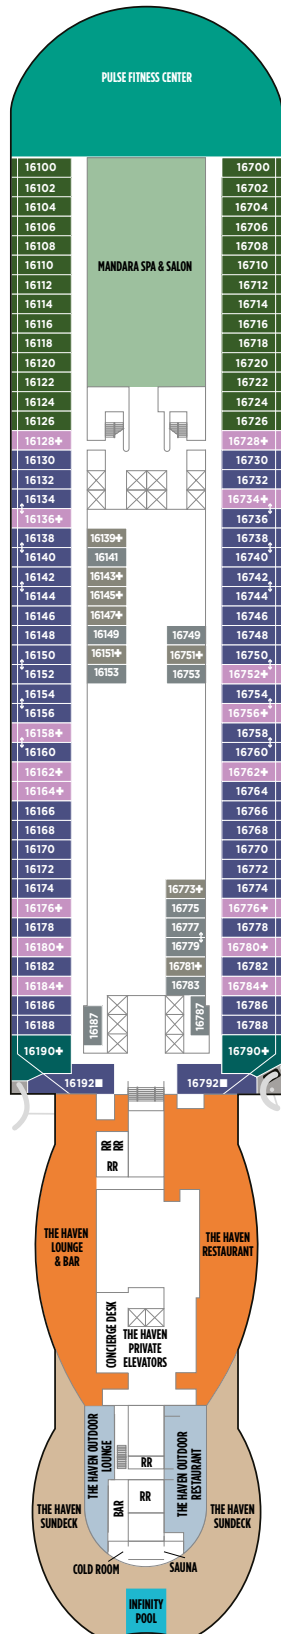 PULSE FITNESS CENTER
16100 16700
16102 16702
16104 16704
16106 16706
16108 16708
MANDARA SPA & SALON
16110 16710
16112 16712
16114 16714
16116 16716
16118 16718
16120 16720
16122 16722
16124 16724
16126 16726
16128+ 16728+
16130 16730
16132 16732
16134 16734+
16136+ 16736
16138 16139+ 16738
16140 16141 16740
16142 16143+ 16742
16144 16145+ 16744
16146 16147+ 16746
16148 16149 16749 16748
16150 16151+ 16751+ 16750
16152 16153 16753 16752+
16154 16754
16156 16756+
16158+ 16758
16160 16760
16162+ 16762+
16164+ 16764
16166 16766
16168 16768
16170 16770
16172 16772
16174 16773+ 16774
16176+ 16775 16776+
16178 16777 16778
16180+ 16779 16780+
16182 16781+ 16782
16184+ 16783 16784+
16186 16786
16187 16787
16188 16788
16190+ 16790+
16192■ 16792■
RR RR
RR
THE HAVEN
LOUNGE
& BAR
THE HAVEN
RESTAURANT
CONCIERGE DESK
THE HAVEN
PRIVATE
ELEVATORS
THE HAVEN OUTDOOR
LOUNGE
RR
THE HAVEN OUTDOOR
RESTAURANT
RR
BAR
THE HAVEN
SUNDECK
THE HAVEN
SUNDECK
COLD ROOM
SAUNA
INFINITY
POOL